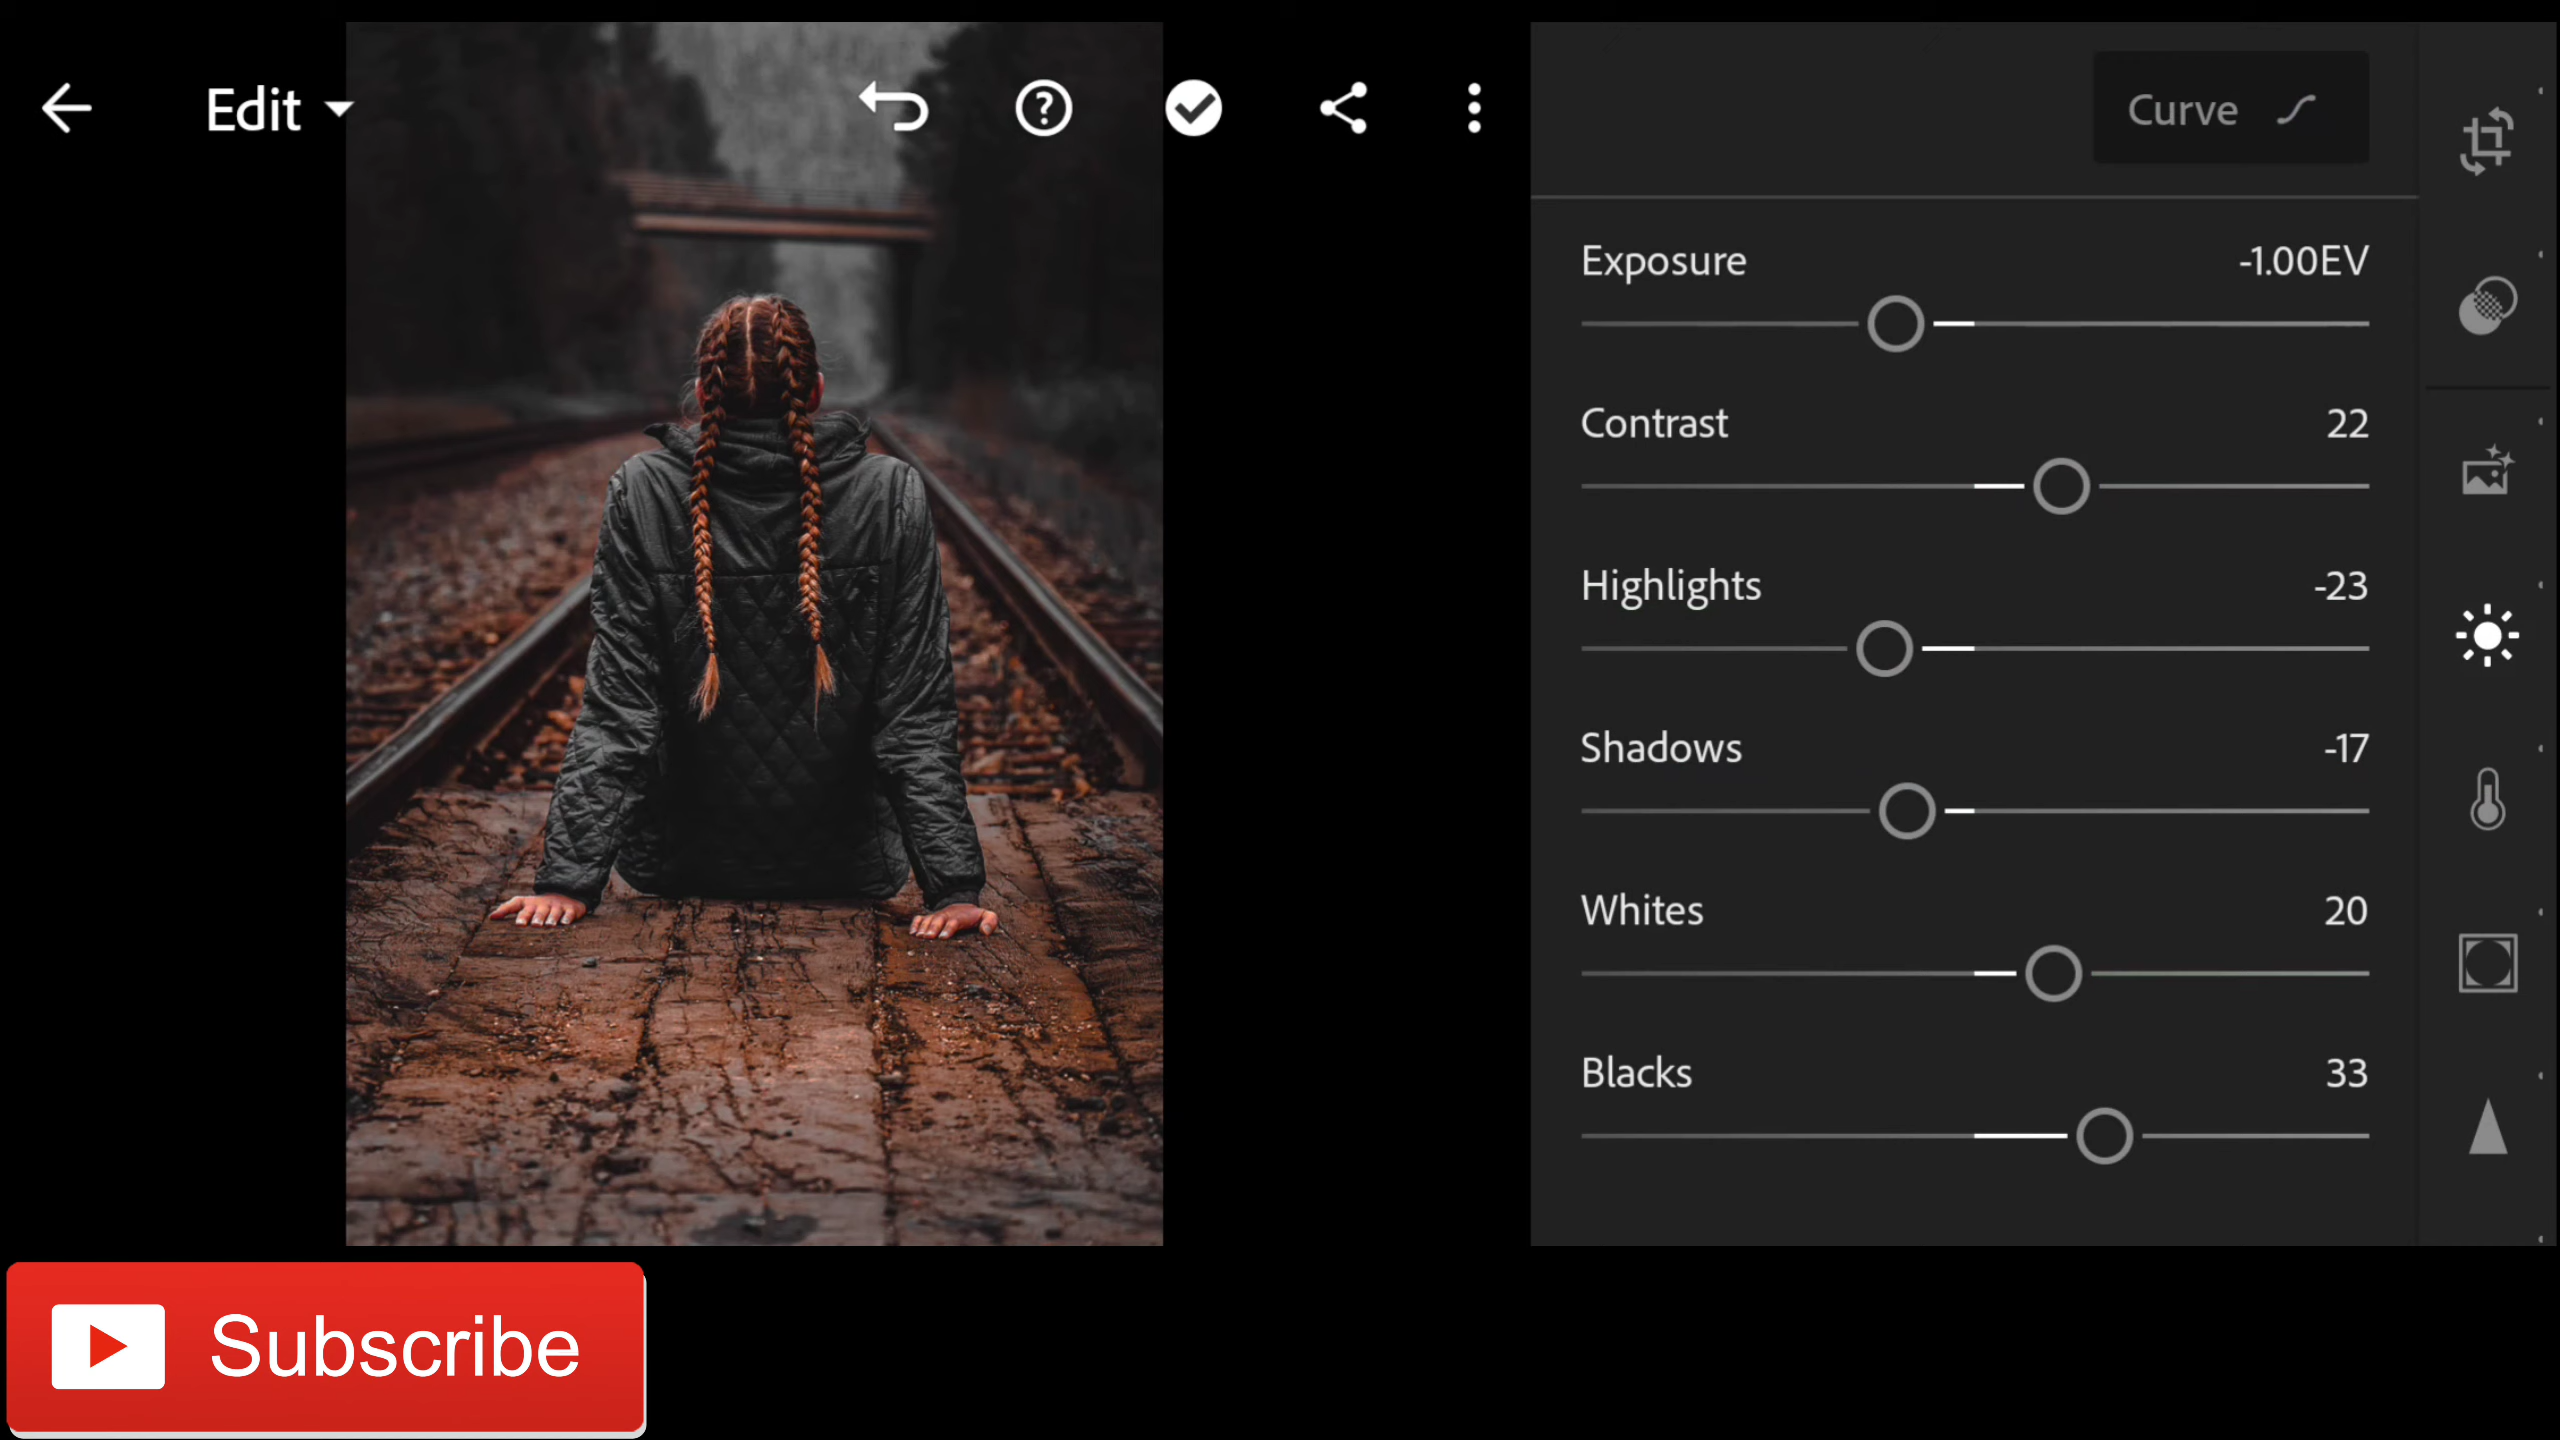 Edit
Curve
Exposure -1.00EV
Contrast 22
Highlights -23
Shadows -17
Whites 20
Blacks 33
Subscribe